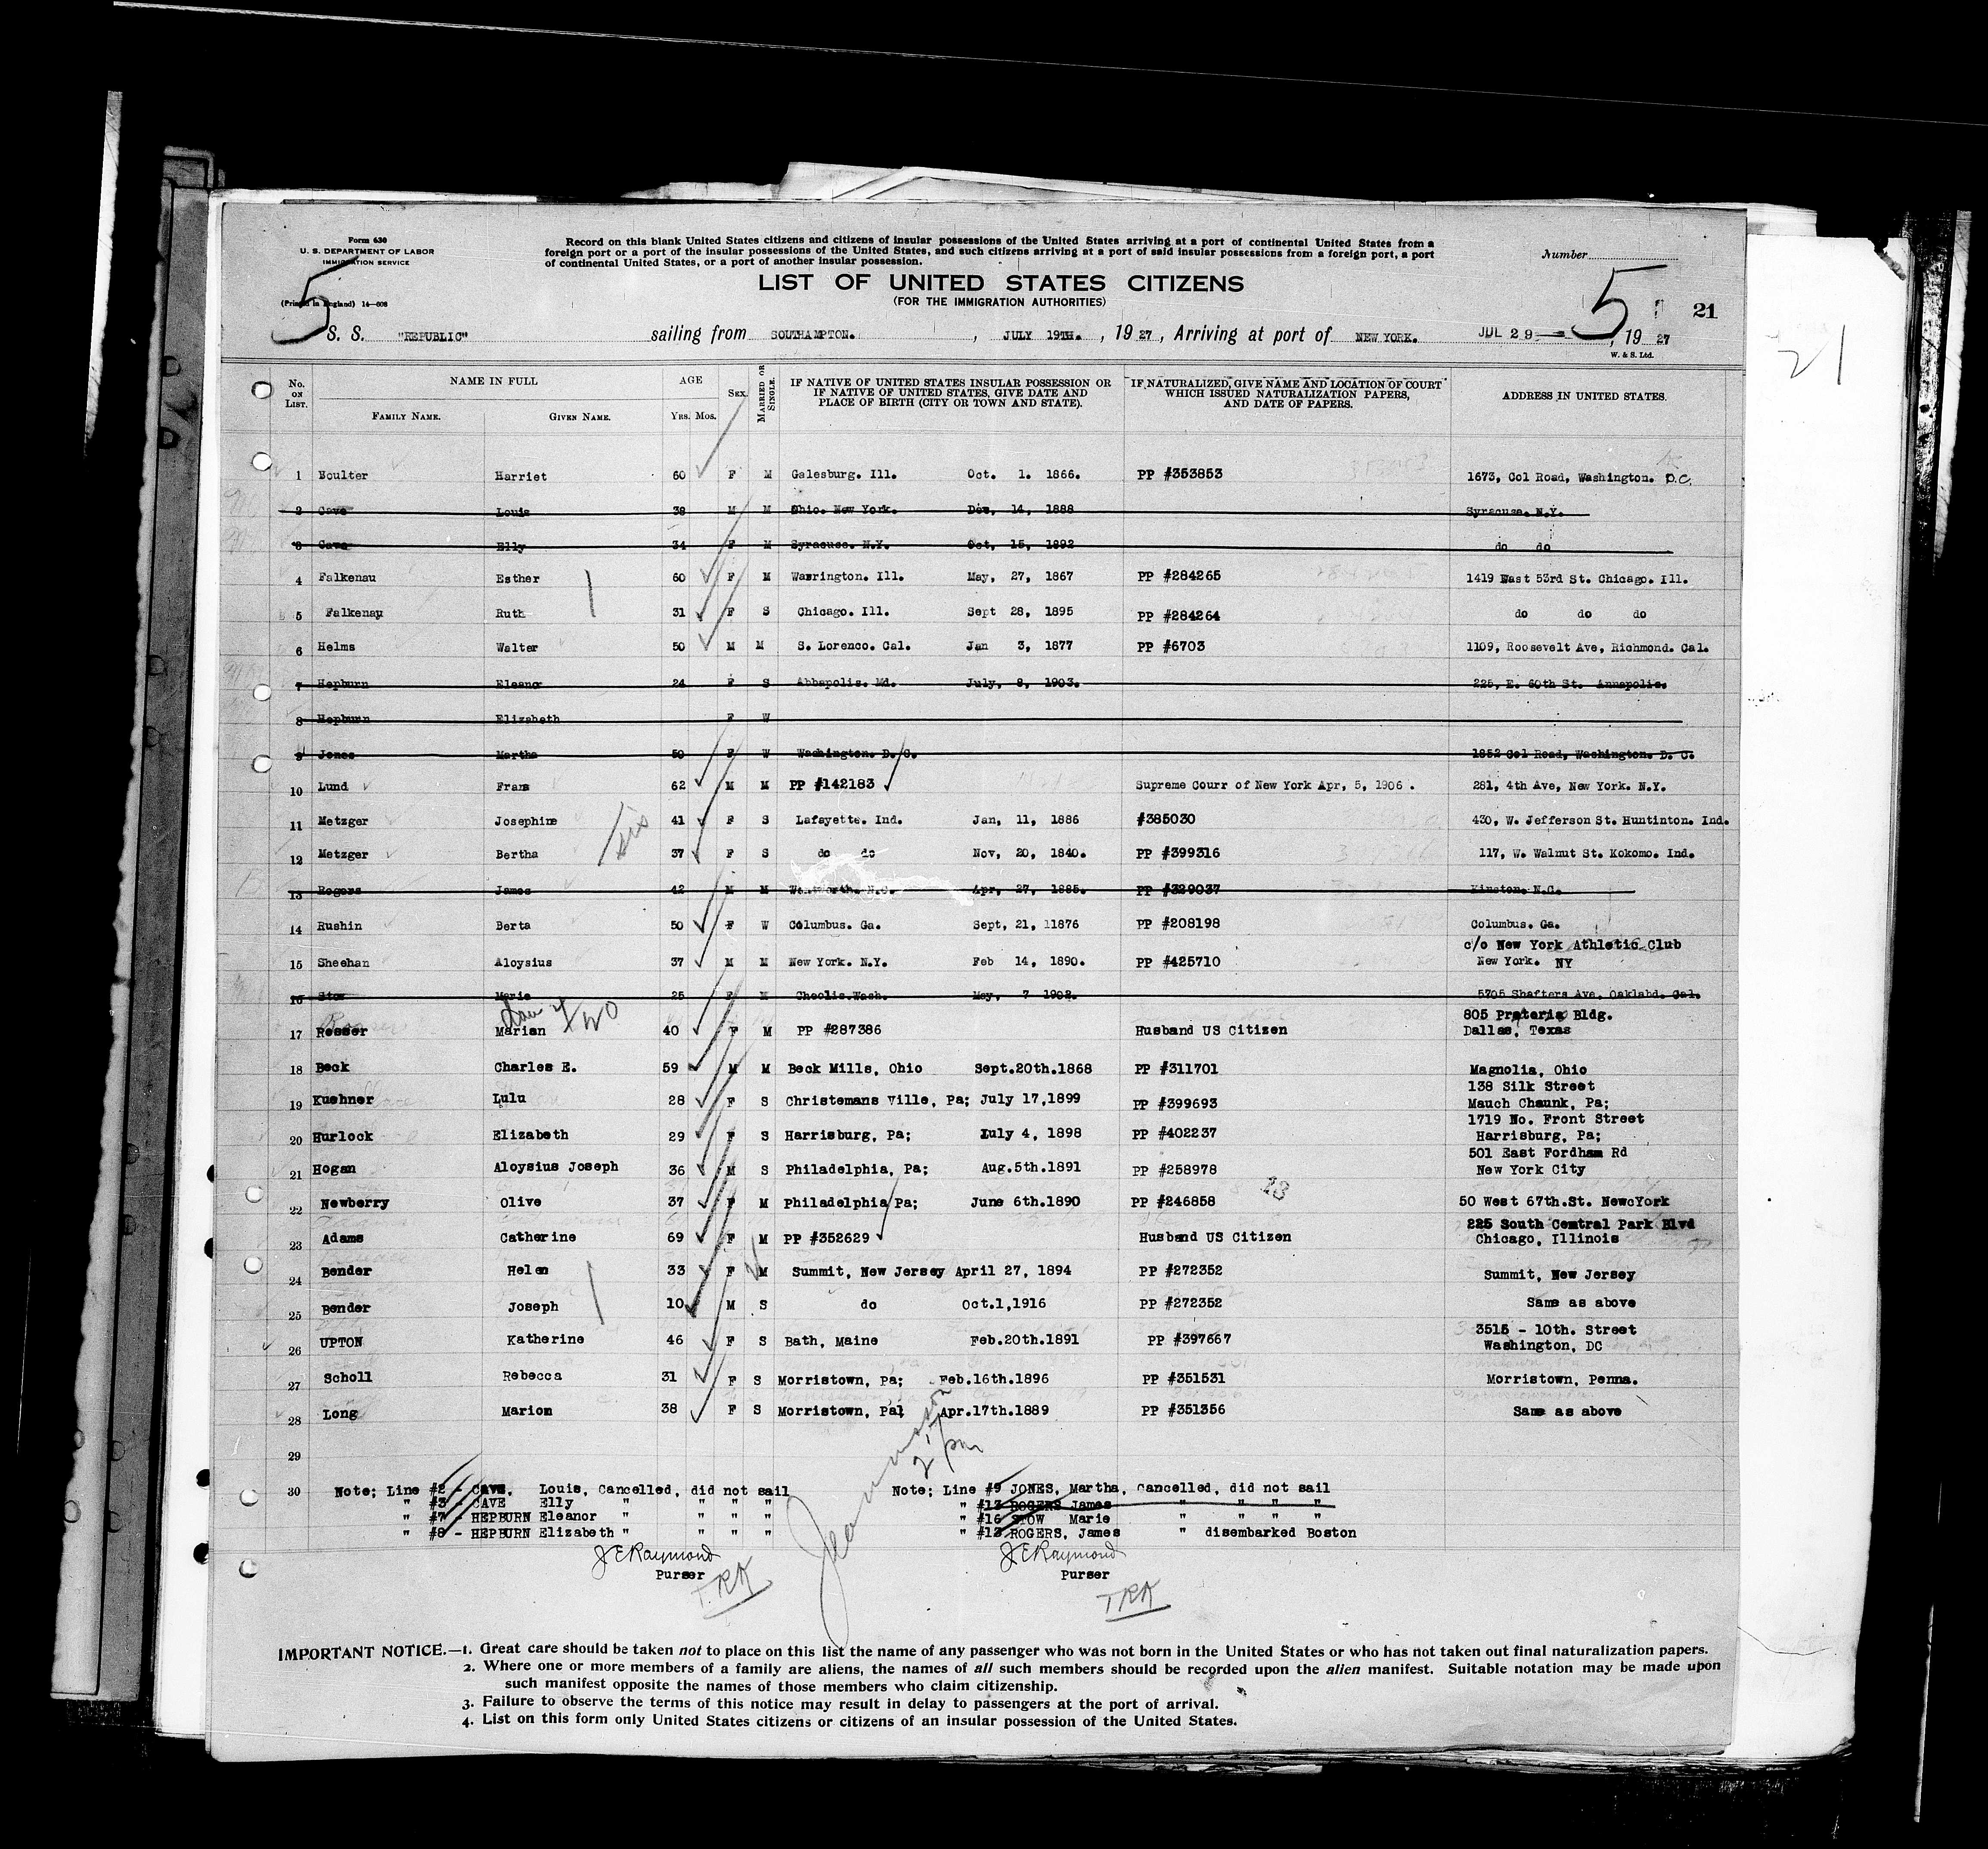 Form 630
U. S. DEPARTMENT OF LABOR
IMMIGRATION SERVICE
(Printed in England) 14—608
Record on this blank United States citizens and citizens of insular possessions of the United States arriving at a port of continental United States from a
foreign port or a port of the insular possessions of the United States, and such citizens arriving at a port of said insular possessions from a foreign port, a port
of continental United States, or a port of another insular possession.
Number
LIST OF UNITED STATES CITIZENS
(FOR THE IMMIGRATION AUTHORITIES)
5 5 21
21
S. S. "REPUBLIC" sailing from SOUTHAMPTON. , JULY 19TH. , 1927, Arriving at port of NEW YORK. JUL 29 , 1927
W. & S. Ltd.
No. ON LIST. NAME IN FULL AGE SEX MARRIED OR SINGLE. IF NATIVE OF UNITED STATES INSULAR POSSESSION OR IF NATIVE OF UNITED STATES, GIVE DATE AND PLACE OF BIRTH (CITY OR TOWN AND STATE). IF NATURALIZED, GIVE NAME AND LOCATION OF COURT WHICH ISSUED NATURALIZATION PAPERS, AND DATE OF PAPERS. ADDRESS IN UNITED STATES.
FAMILY NAME. GIVEN NAME. YRS. MOS.
1 Boulter Harriet 60 F M Galesburg. Ill. Oct. 1. 1866. PP #353853 1673, Col Road, Washington. D.C.
2 Cave Louis 38 M M Ohio. New York. Dec, 14, 1888 Syracuse. N.Y.
3 Cave Elly 34 F M Syracuse. N.Y. Oct, 15, 1892 do do
4 Falkenau Esther 60 F M Warrington. Ill. May, 27, 1867 PP #284265 1419 East 53rd St. Chicago. Ill.
5 Falkenau Ruth 31 F S Chicago. Ill. Sept 28, 1895 PP #284264 do do do
6 Helms Walter 50 M M S. Lorenco. Cal. Jan 3, 1877 PP #6703 1109, Roosevelt Ave, Richmond. Cal.
7 Hepburn Eleanor 24 F S Abbapolis. Md. July, 8, 1903. 225, E. 60th St. Annapolis.
8 Hepburn Elizabeth F W
9 Jones Martha 50 F W Washington. D. C. 1852 Col Road, Washington. D. C.
10 Lund Frans 62 M M PP #142183 Supreme Courr of New York Apr, 5, 1906 . 281, 4th Ave, New York. N.Y.
11 Metzger Josephine 41 F S Lafayette. Ind. Jan, 11, 1886 #385030 430, W. Jefferson St. Huntinton. Ind.
12 Metzger Bertha 37 F S do do Nov, 20, 1840. PP #399316 117, W. Walnut St. Kokomo. Ind.
13 Rogers James 42 M M Wentworth. N.C. Apr, 27, 1885. PP #329037 Kinston. N.C.
14 Rushin Berta 50 F W Columbus. Ga. Sept, 21, 11876 PP #208198 Columbus. Ga.
15 Sheehan Aloysius 37 M M New York. N.Y. Feb 14, 1890. PP #425710 c/o New York Athletic Club
New York. NY
16 Stow Marie 25 F M Cheolis.Wash. May, 7 1902. 5705 Shafters Ave, Oakland. Cal.
17 Rosser Marian 40 F M PP #287386 Husband US Citizen 805 Pretoria Bldg.
Dallas, Texas
18 Beck Charles E. 59 M M Beck Mills, Ohio Sept.20th.1868 PP #311701 Magnolia, Ohio
19 Kuehner Lulu 28 F S Christemans Ville, Pa; July 17,1899 PP #399693 138 Silk Street
Mauch Chaunk, Pa;
20 Hurlock Elizabeth 29 F S Harrisburg, Pa; July 4, 1898 PP #402237 1719 No. Front Street
Harrisburg, Pa;
21 Hogan Aloysius Joseph 36 M S Philadelphia, Pa; Aug.5th.1891 PP #258978 501 East Fordham Rd
New York City
22 Newberry Olive 37 F M Philadelphia Pa; June 6th.1890 PP #246858 13 50 West 67th.St. NewcYork
23 Adams Catherine 69 F M PP #352629 Husband US Citizen 225 South Central Park Blvd
Chicago, Illinois
24 Bender Helen 33 F M Summit, New Jersey April 27, 1894 PP #272352 Summit, New Jersey
25 Bender Joseph 10 M S do Oct.1,1916 PP #272352 Same as above
26 UPTON Katherine 46 F S Bath, Maine Feb.20th.1891 PP #397667 3515 - 10th. Street
Washington, DC
27 Scholl Rebecca 31 F S Morristown, Pa; Feb.16th.1896 PP #351531 Morristown, Penna.
28 Long Marion 38 F S Morristown, Pa; Apr.17th.1889 PP #351356 Same as above
29
2 pm
30 Note; Line #2 - CAVE, Louis, Cancelled, did not sail Note; Line #9 JONES, Martha, Cancelled, did not sail
" #3 - CAVE Elly " " " " " #13 ROGERS James " " " "
" #7 - HEPBURN Eleanor " " " " " #16 STOW Marie " " " "
" #8 - HEPBURN Elizabeth " " " " " #13 ROGERS, James " disembarked Boston
J E Raymond J E Raymond
Purser Purser
TRK TRK
IMPORTANT NOTICE.—1. Great care should be taken not to place on this list the name of any passenger who was not born in the United States or who has not taken out final naturalization papers.
2. Where one or more members of a family are aliens, the names of all such members should be recorded upon the alien manifest. Suitable notation may be made upon
such manifest opposite the names of those members who claim citizenship.
3. Failure to observe the terms of this notice may result in delay to passengers at the port of arrival.
4. List on this form only United States citizens or citizens of an insular possession of the United States.